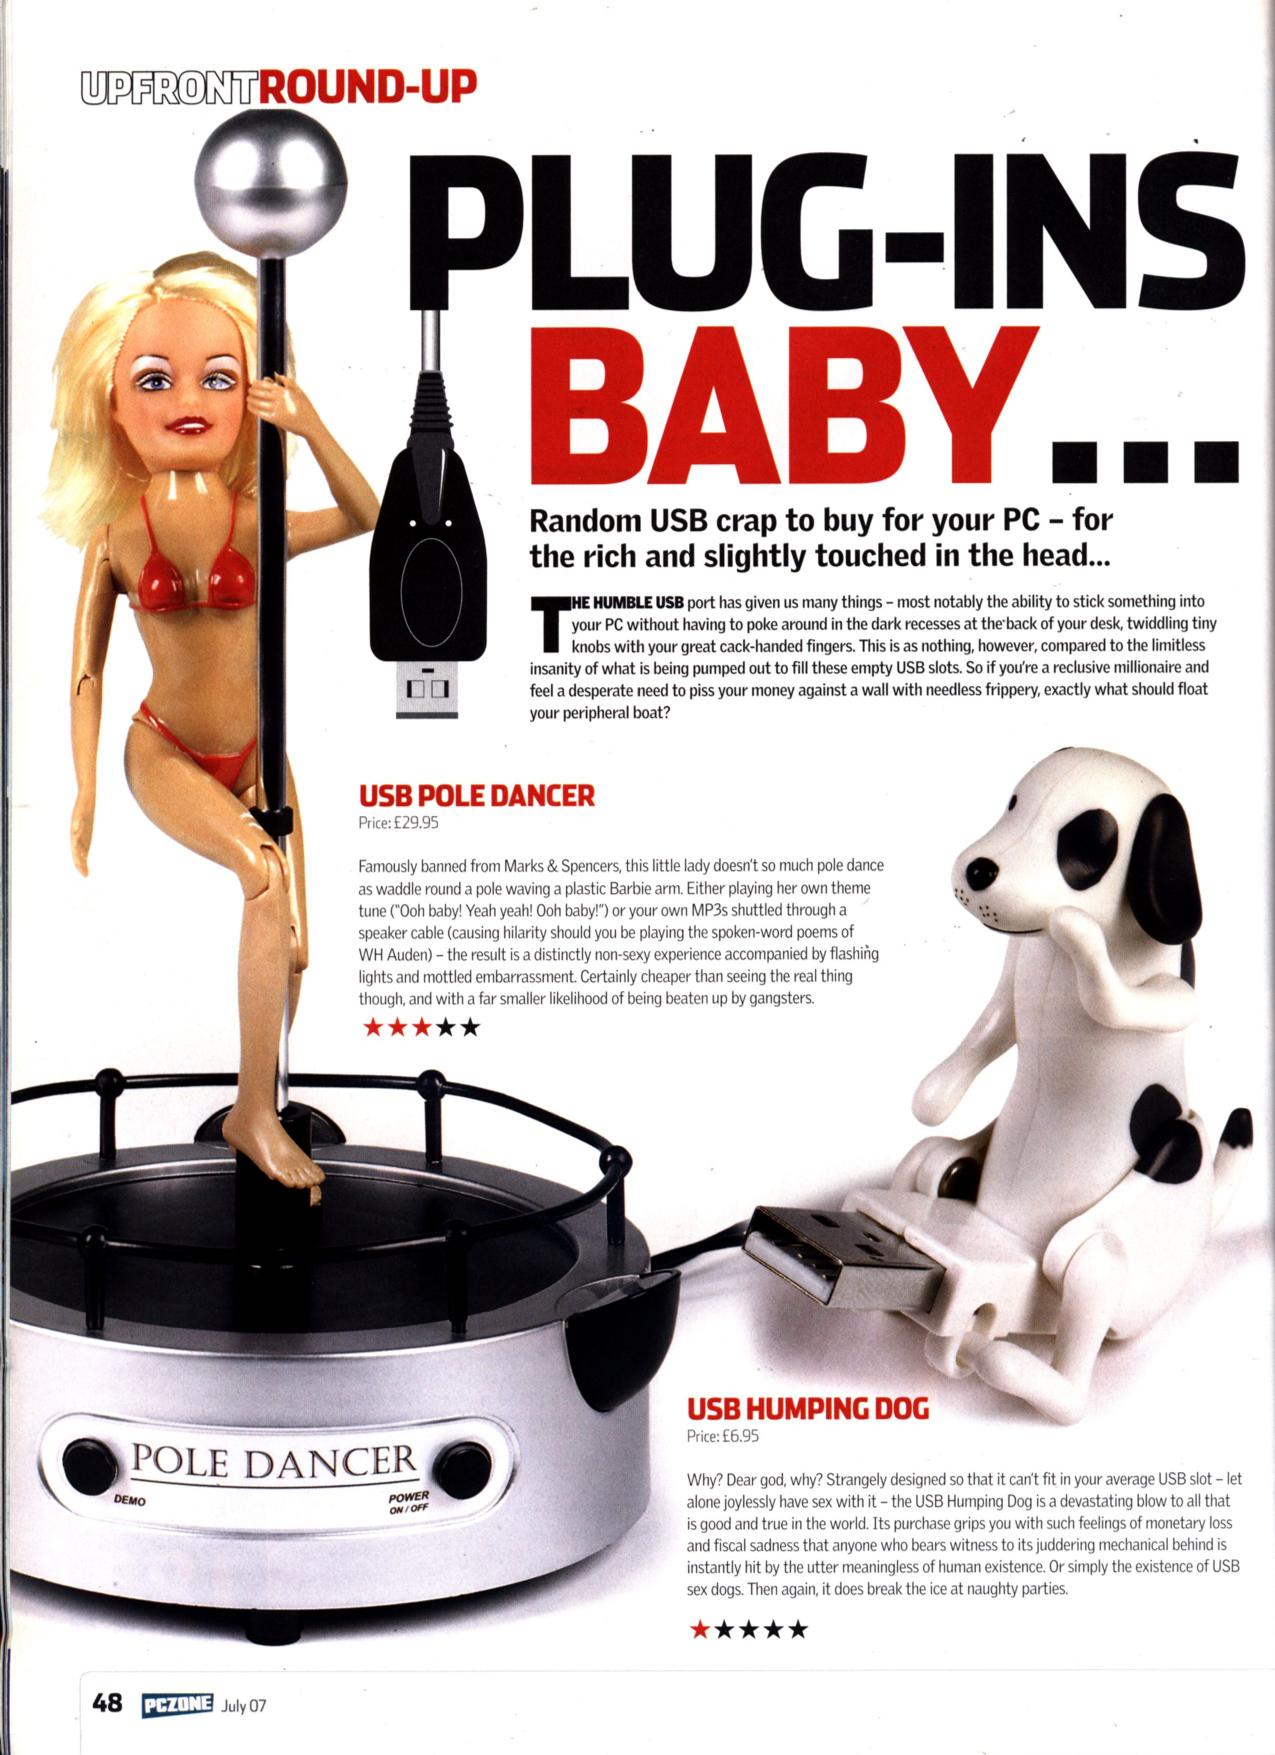 UPFRONTROUND-UP
PLUG-INS
BABY...
Random USB crap to buy for your PC – for
the rich and slightly touched in the head...
THE HUMBLE USB port has given us many things – most notably the ability to stick something into
your PC without having to poke around in the dark recesses at the back of your desk, twiddling tiny
knobs with your great cack-handed fingers. This is as nothing, however, compared to the limitless
insanity of what is being pumped out to fill these empty USB slots. So if you're a reclusive millionaire and
feel a desperate need to piss your money against a wall with needless frippery, exactly what should float
your peripheral boat?
USB POLE DANCER
Price: £29.95
Famously banned from Marks & Spencers, this little lady doesn't so much pole dance
as waddle round a pole waving a plastic Barbie arm. Either playing her own theme
tune ("Ooh baby! Yeah yeah! Ooh baby!") or your own MP3s shuttled through a
speaker cable (causing hilarity should you be playing the spoken-word poems of
WH Auden) – the result is a distinctly non-sexy experience accompanied by flashing
lights and mottled embarrassment. Certainly cheaper than seeing the real thing
though, and with a far smaller likelihood of being beaten up by gangsters.
★★★★★
POLE DANCER
DEMO
POWER
ON / OFF
USB HUMPING DOG
Price: £6.95
Why? Dear god, why? Strangely designed so that it can't fit in your average USB slot – let
alone joylessly have sex with it – the USB Humping Dog is a devastating blow to all that
is good and true in the world. Its purchase grips you with such feelings of monetary loss
and fiscal sadness that anyone who bears witness to its juddering mechanical behind is
instantly hit by the utter meaningless of human existence. Or simply the existence of USB
sex dogs. Then again, it does break the ice at naughty parties.
★★★★★
48 PCZONE July 07